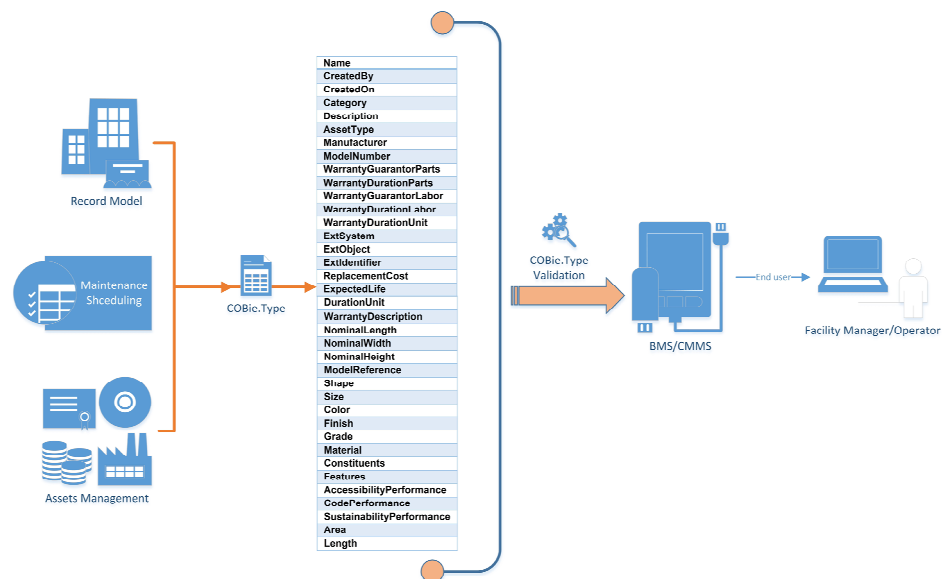 Record Model
Maintenance
Shceduling
Assets Management
COBie.Type
Name
CreatedBy
CreatedOn
Category
Description
AssetType
Manufacturer
ModelNumber
WarrantyGuarantorParts
WarrantyDurationParts
WarrantyGuarantorLabor
WarrantyDurationLabor
WarrantyDurationUnit
ExtSystem
ExtObject
ExtIdentifier
ReplacementCost
ExpectedLife
DurationUnit
WarrantyDescription
NominalLength
NominalWidth
NominalHeight
ModelReference
Shape
Size
Color
Finish
Grade
Material
Constituents
Features
AccessibilityPerformance
CodePerformance
SustainabilityPerformance
Area
Length
COBie.Type
Validation
BMS/CMMS
End user
Facility Manager/Operator